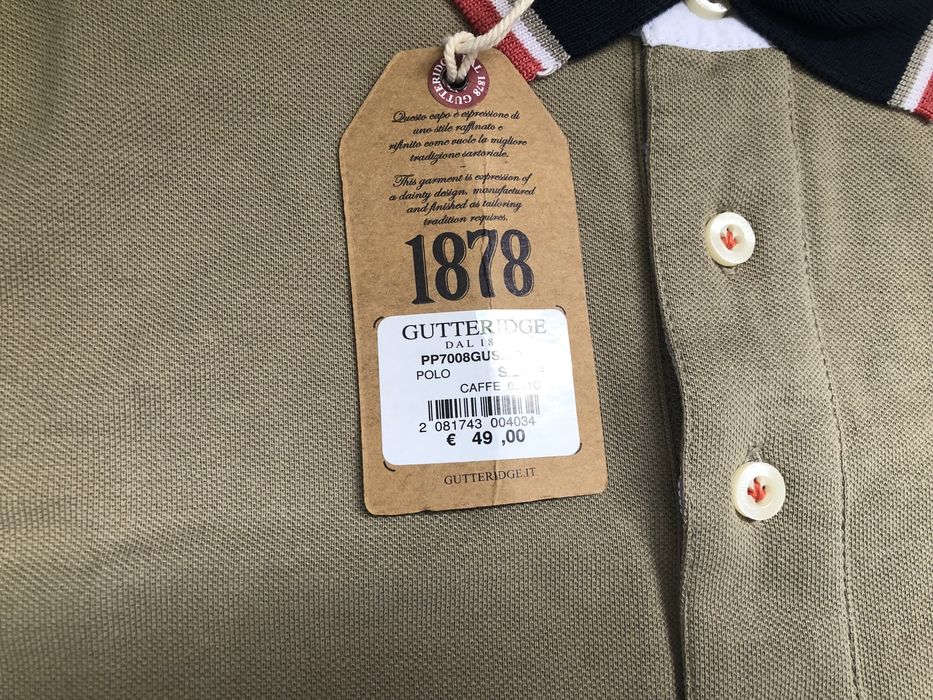 Questo capo è espressione di
uno stile raffinato e
rifinito come vuole la migliore
tradizione sartoriale.
This garment is expression of
a dainty design, manufactured
and finished as tailoring
tradition requires.
1878
GUTTERIDGE
DAL
POLO
CAFFE
2 081743 004034
€ 49 ,00
GUTTERIDGE.IT